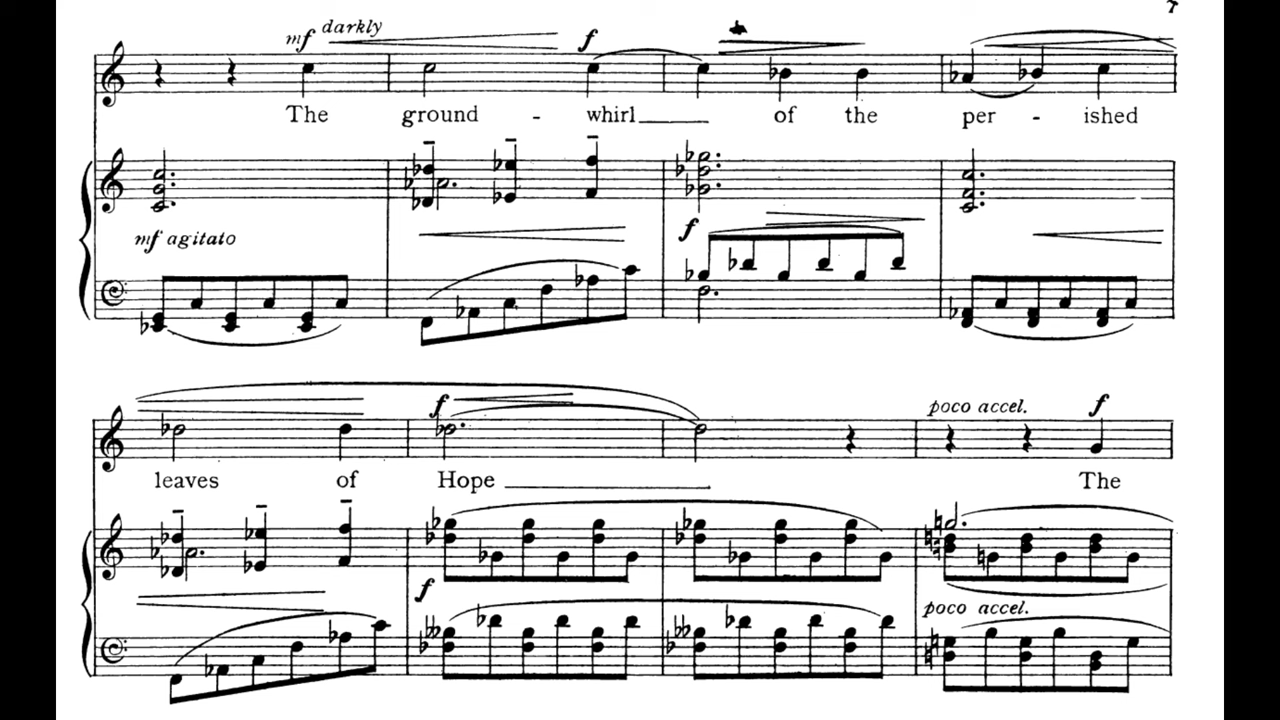 7
mf darkly f
The ground - whirl of the per - ished
mf agitato
f
f
poco accel. f
leaves of Hope The
f
poco accel.